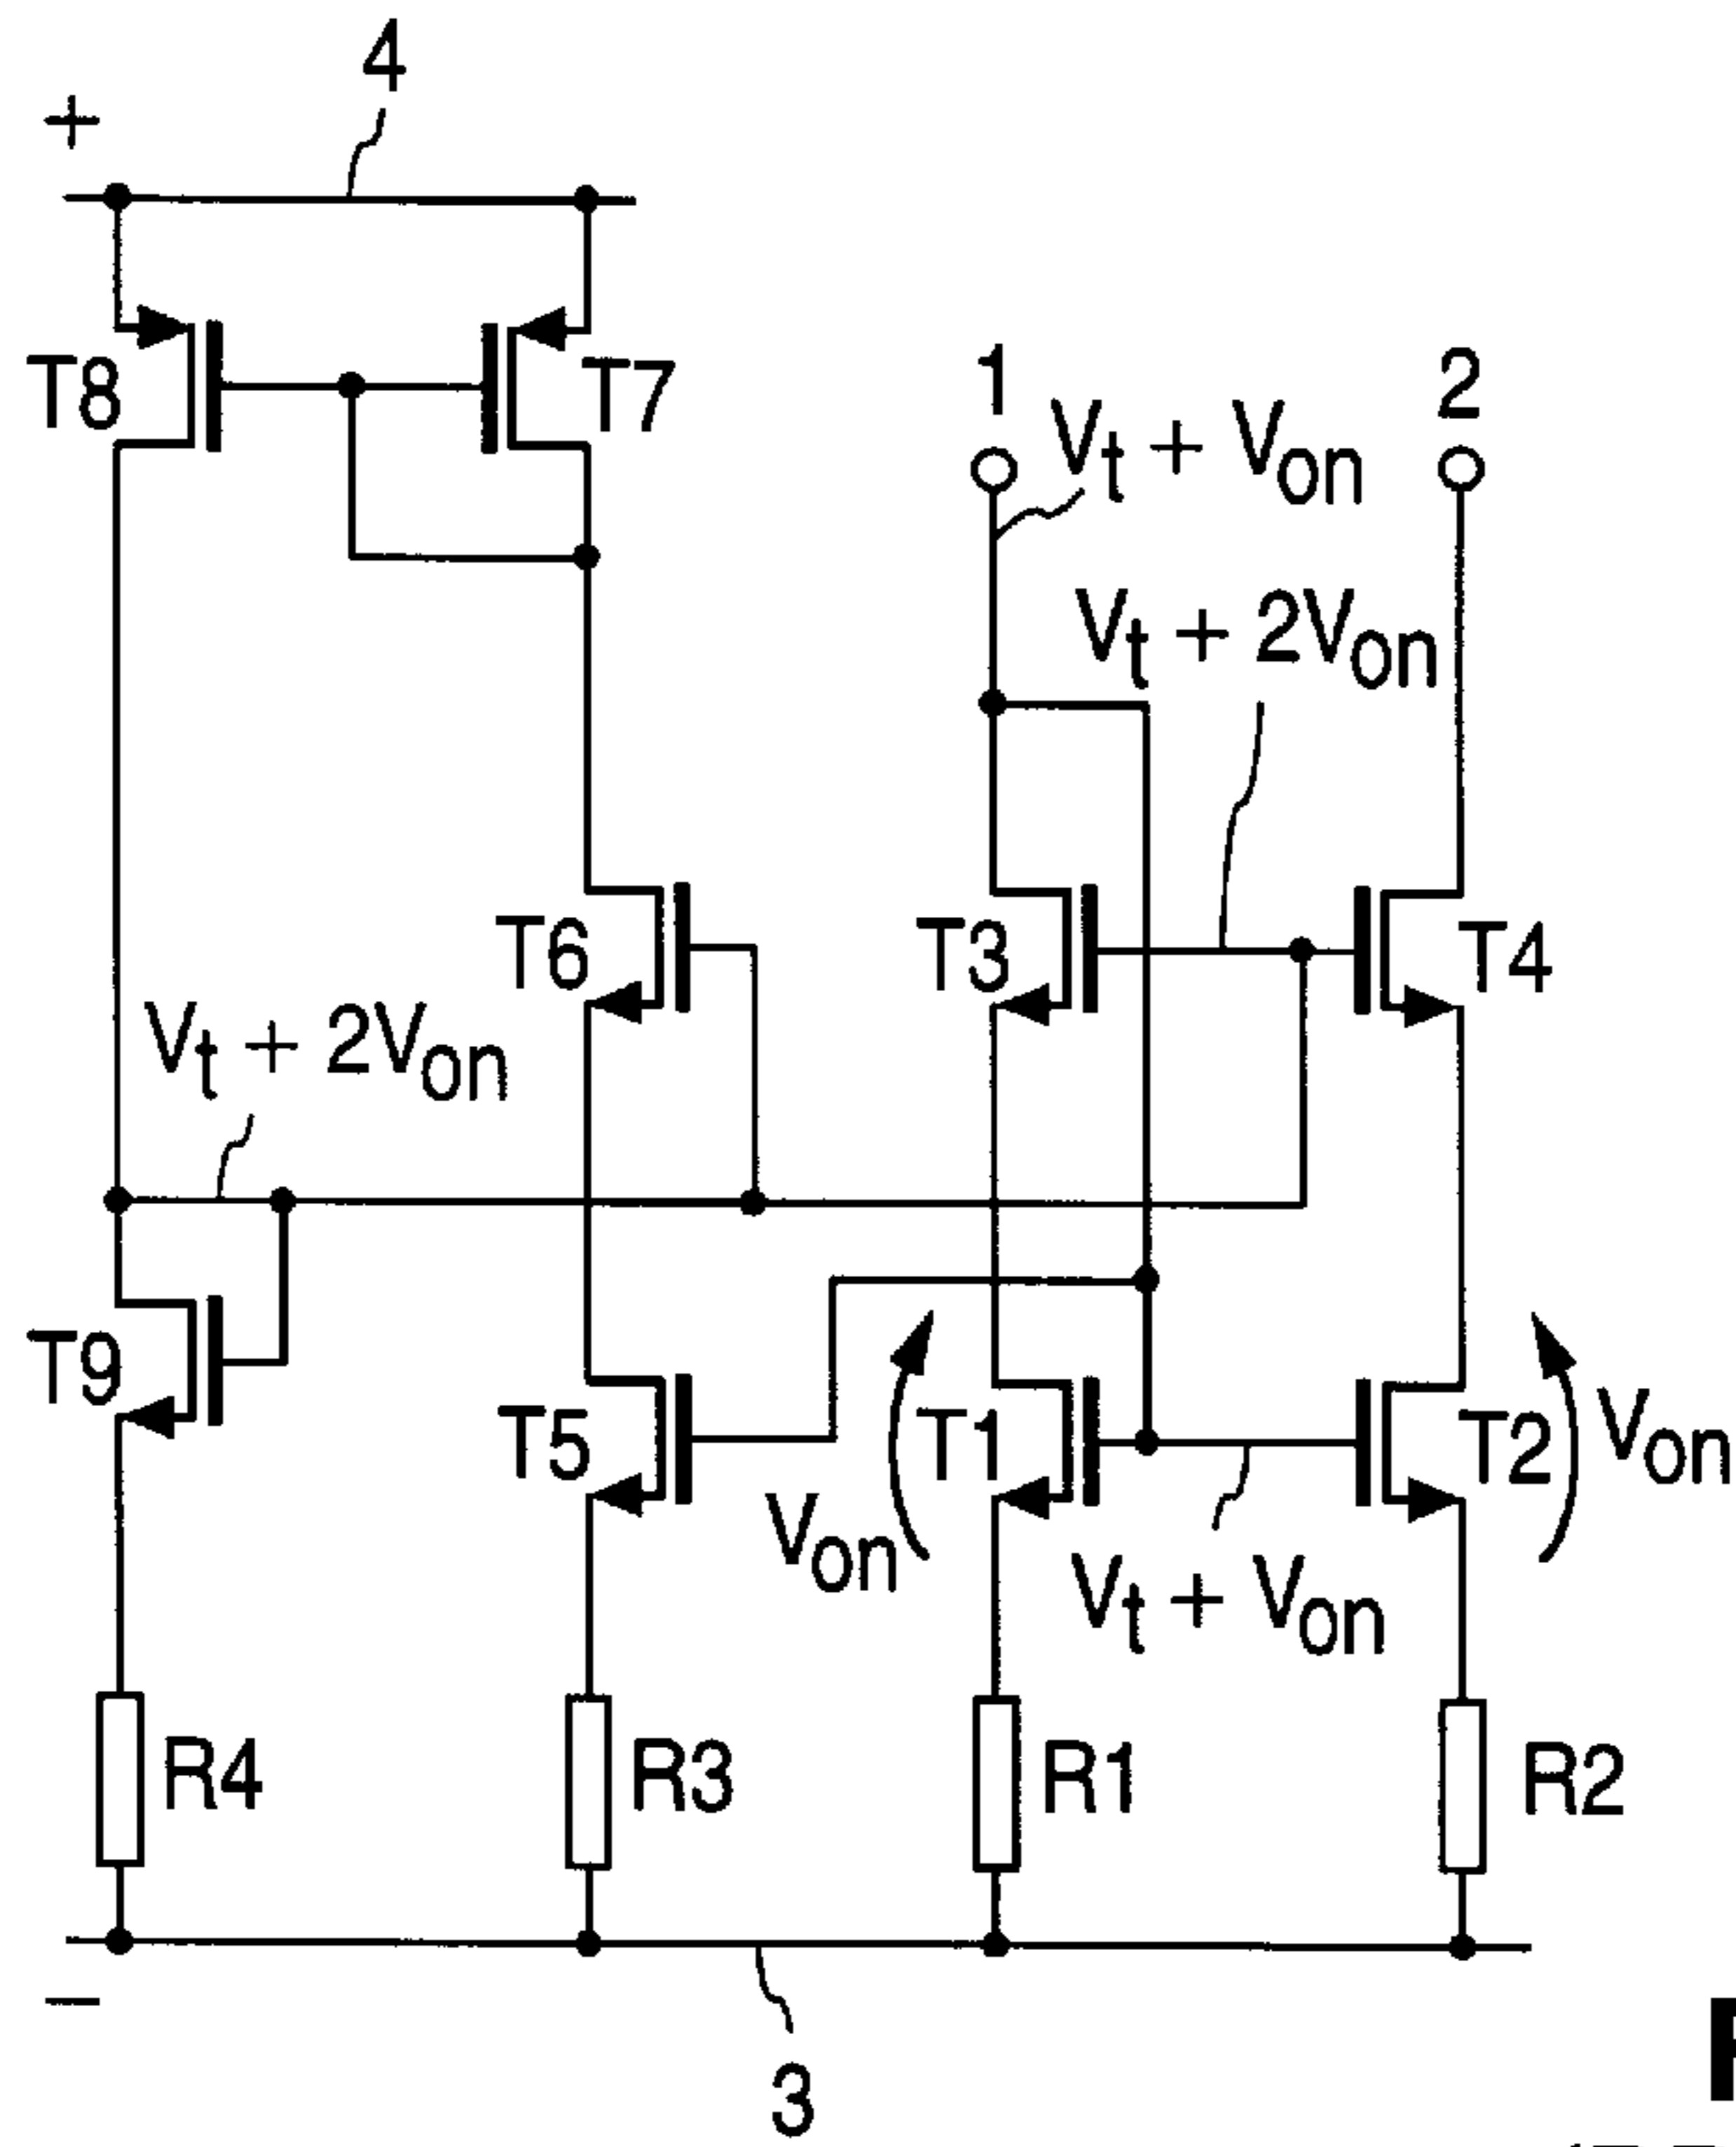 4
+
T8
T7
1
2
Vt + Von
Vt + 2Von
T6
T3
T4
Vt + 2Von
T9
T5
T1
T2
Von
Von
Vt + Von
R4
R3
R1
R2
−
3